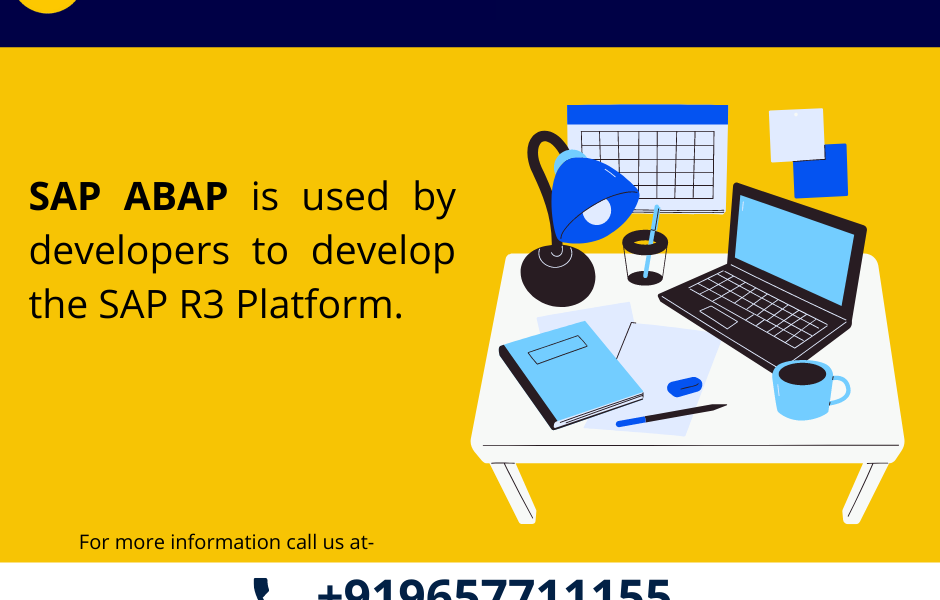 SAP ABAP is used by
developers to develop
the SAP R3 Platform.
For more information call us at-
+919657711155